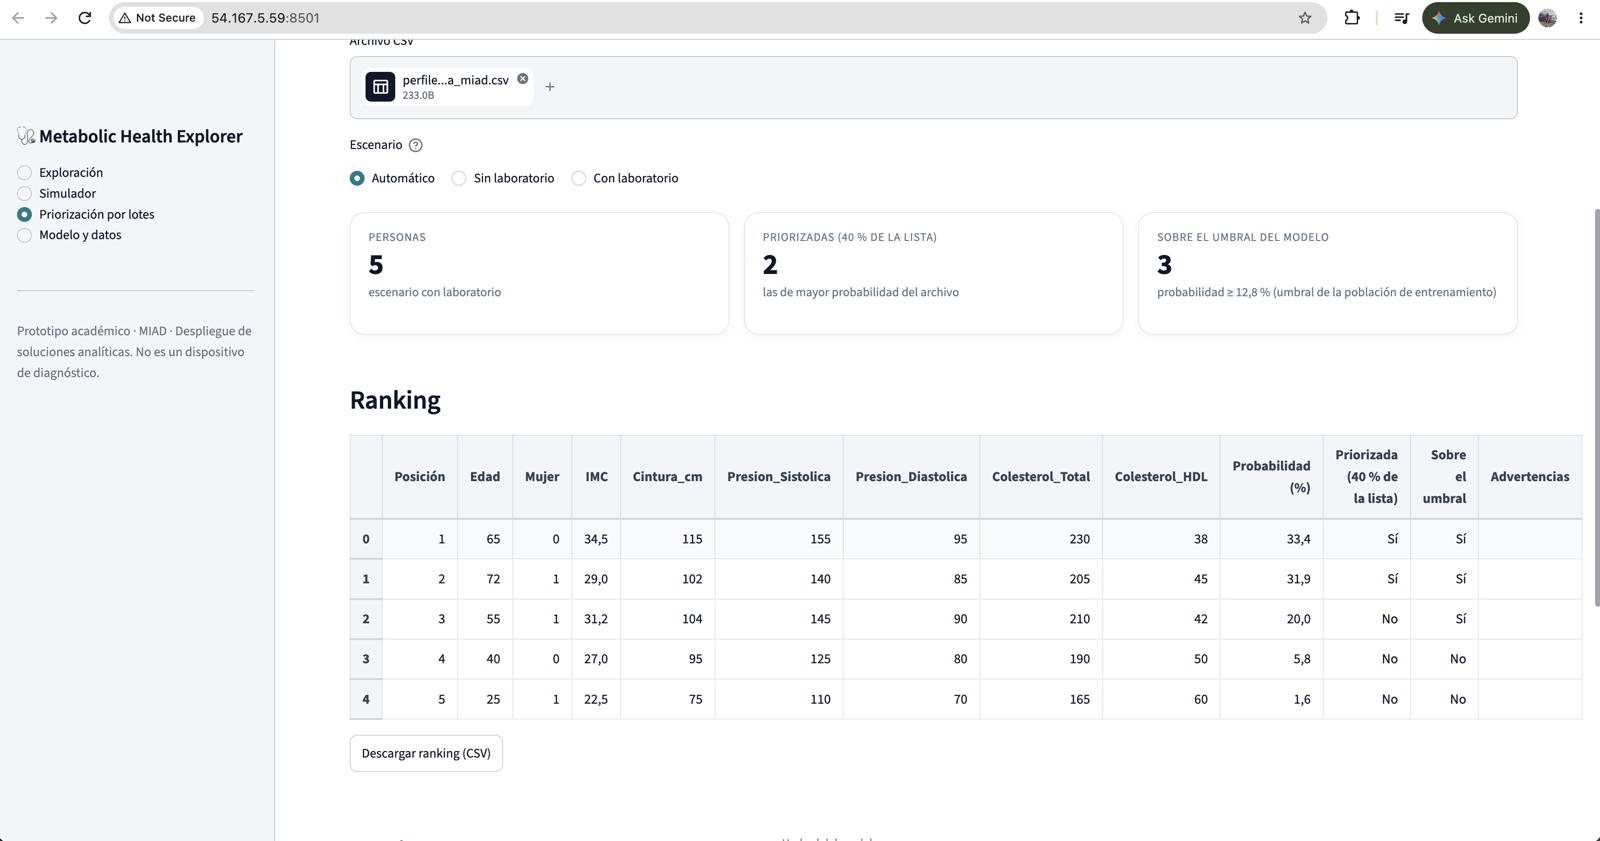 Not Secure 54.167.5.59:8501 Ask Gemini
Metabolic Health Explorer
Exploración
Simulador
Priorización por lotes
Modelo y datos
Prototipo académico · MIAD · Despliegue de
soluciones analíticas. No es un dispositivo
de diagnóstico.
Archivo CSV
perfile...a_miad.csv
233.0B
Escenario
Automático Sin laboratorio Con laboratorio
PERSONAS
5
escenario con laboratorio
PRIORIZADAS (40 % DE LA LISTA)
2
las de mayor probabilidad del archivo
SOBRE EL UMBRAL DEL MODELO
3
probabilidad ≥ 12,8 % (umbral de la población de entrenamiento)
Ranking
Posición Edad Mujer IMC Cintura_cm Presion_Sistolica Presion_Diastolica Colesterol_Total Colesterol_HDL Probabilidad (%) Priorizada (40 % de la lista) Sobre el umbral Advertencias
0 1 65 0 34,5 115 155 95 230 38 33,4 Sí Sí
1 2 72 1 29,0 102 140 85 205 45 31,9 Sí Sí
2 3 55 1 31,2 104 145 90 210 42 20,0 No Sí
3 4 40 0 27,0 95 125 80 190 50 5,8 No No
4 5 25 1 22,5 75 110 70 165 60 1,6 No No
Descargar ranking (CSV)